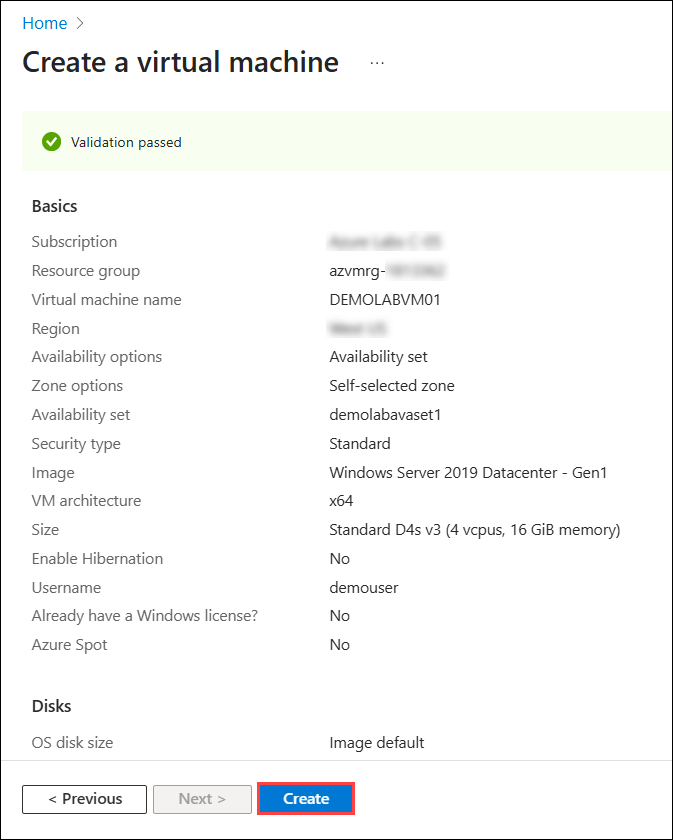 Home >
Create a virtual machine ...
Validation passed
Basics
Subscription
Resource group azvmrg-
Virtual machine name DEMOLABVM01
Region
Availability options Availability set
Zone options Self-selected zone
Availability set demolabavaset1
Security type Standard
Image Windows Server 2019 Datacenter - Gen1
VM architecture x64
Size Standard D4s v3 (4 vcpus, 16 GiB memory)
Enable Hibernation No
Username demouser
Already have a Windows license? No
Azure Spot No
Disks
OS disk size Image default
< Previous Next > Create